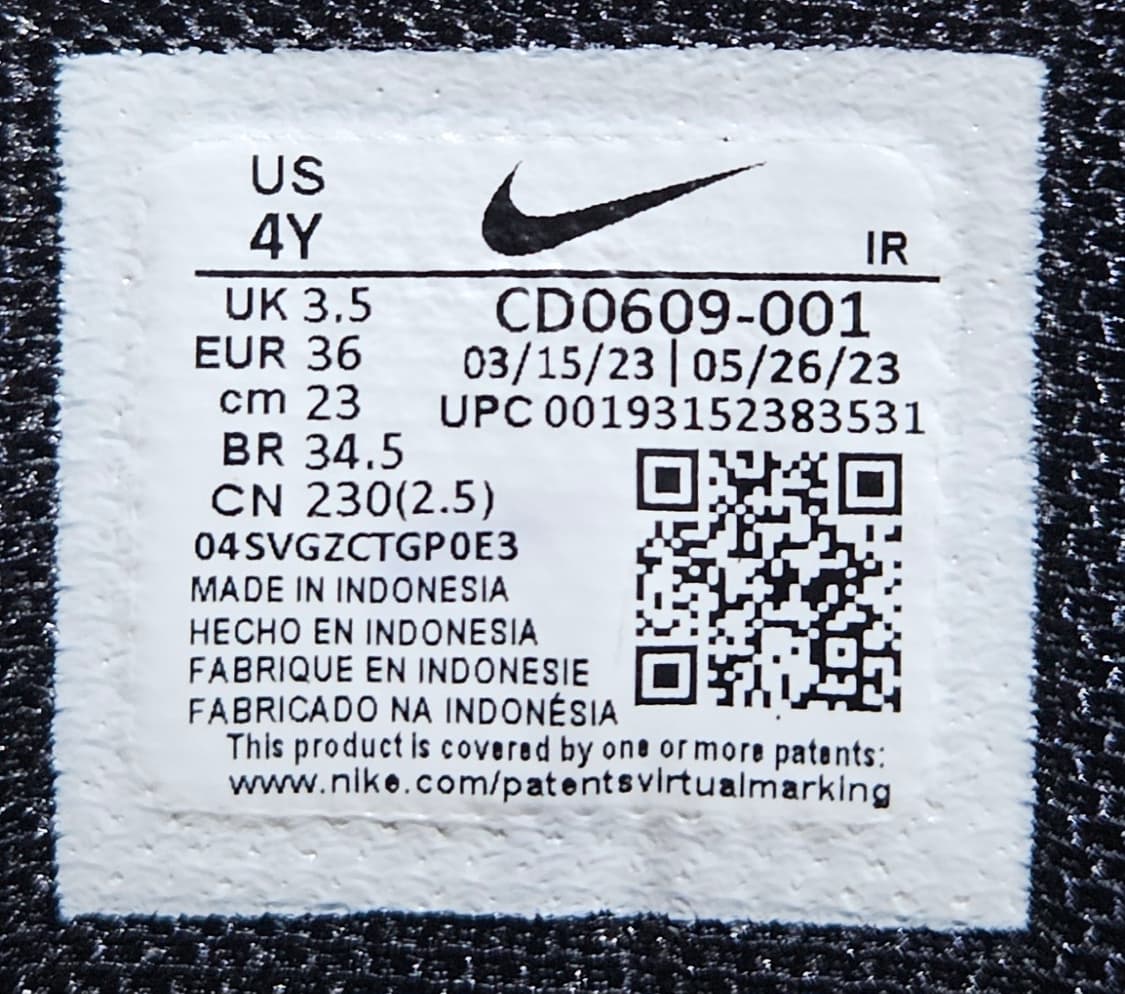 US
4Y
IR
UK 3.5
EUR 36
cm 23
BR 34.5
CN 230(2.5)
CD0609-001
03/15/23 | 05/26/23
UPC 00193152383531
04SVGZCTGP0E3
MADE IN INDONESIA
HECHO EN INDONESIA
FABRIQUE EN INDONESIE
FABRICADO NA INDONÉSIA
This product is covered by one or more patents:
www.nike.com/patentsvirtualmarking